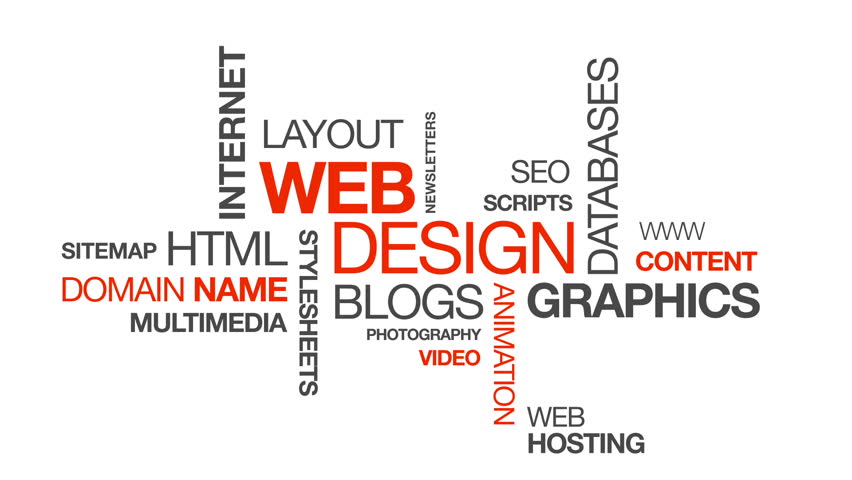 INTERNET
LAYOUT
NEWSLETTERS
WEB
SEO
SCRIPTS
DATABASES
SITEMAP HTML
STYLESHEETS
DESIGN
WWW
CONTENT
DOMAIN NAME
MULTIMEDIA
BLOGS
ANIMATION
GRAPHICS
PHOTOGRAPHY
VIDEO
WEB
HOSTING